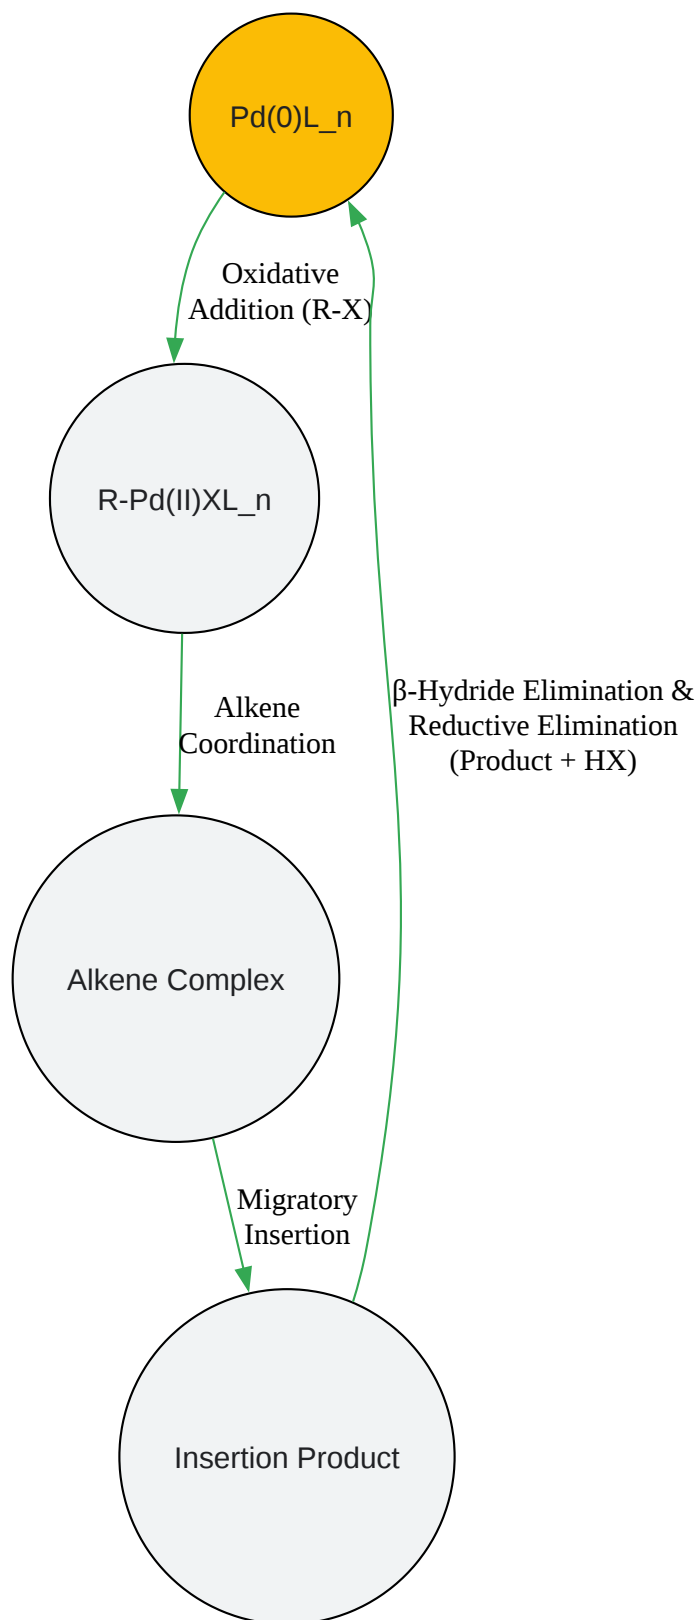 Pd(0)L_n
Oxidative
Addition (R-X)
R-Pd(II)XL_n
β-Hydride Elimination &
Reductive Elimination
(Product + HX)
Alkene
Coordination
Alkene Complex
Migratory
Insertion
Insertion Product